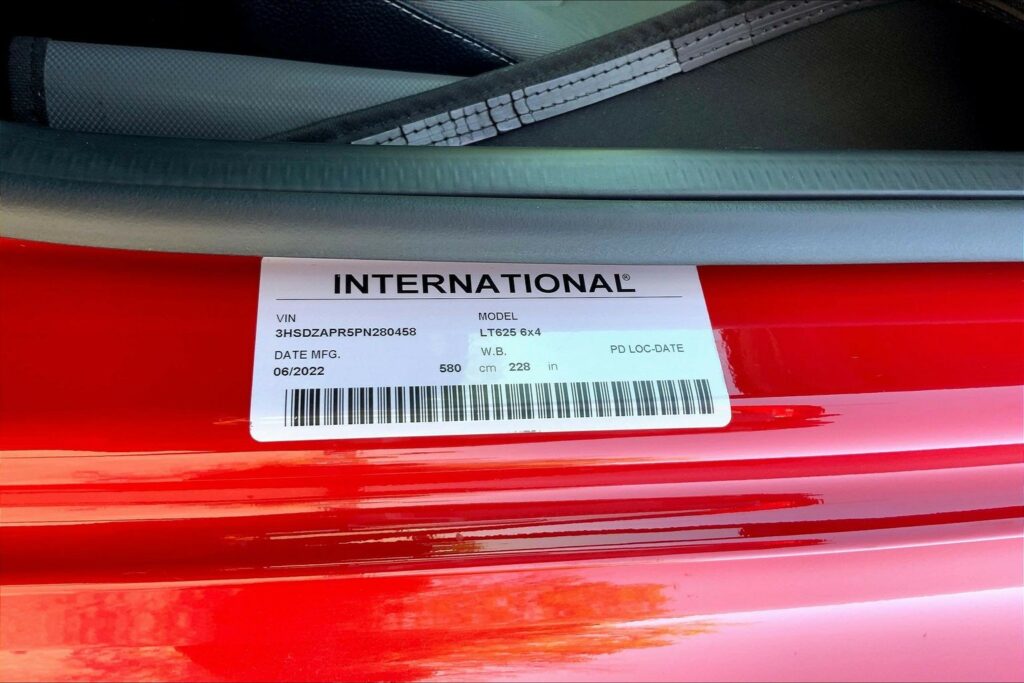 INTERNATIONAL®
VIN MODEL
3HSDZAPR5PN280458 LT625 6x4
DATE MFG. W.B. PD LOC-DATE
06/2022 580 cm 228 in